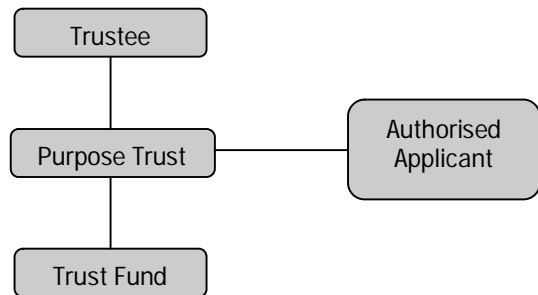 Trustee
Purpose Trust
Authorised
Applicant
Trust Fund